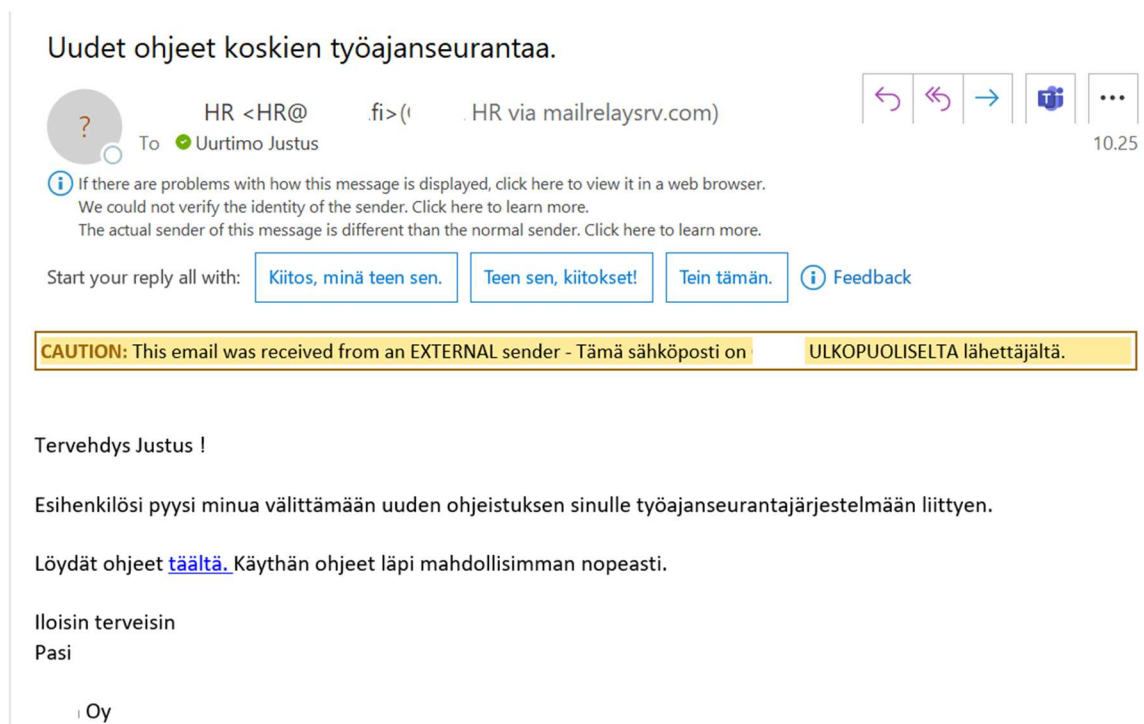 Uudet ohjeet koskien työajanseurantaa.
?
HR <HR@ .fi>( HR via mailrelaysrv.com)
To Uurtimo Justus
10.25
If there are problems with how this message is displayed, click here to view it in a web browser.
We could not verify the identity of the sender. Click here to learn more.
The actual sender of this message is different than the normal sender. Click here to learn more.
Start your reply all with: Kiitos, minä teen sen. Teen sen, kiitokset! Tein tämän. Feedback
CAUTION: This email was received from an EXTERNAL sender - Tämä sähköposti on ULKOPUOLISELTA lähettäjältä.
Tervehdys Justus !
Esihenkilösi pyysi minua välittämään uuden ohjeistuksen sinulle työajanseurantajärjestelmään liittyen.
Löydät ohjeet täältä. Käythän ohjeet läpi mahdollisimman nopeasti.
Iloisin terveisin
Pasi
Oy